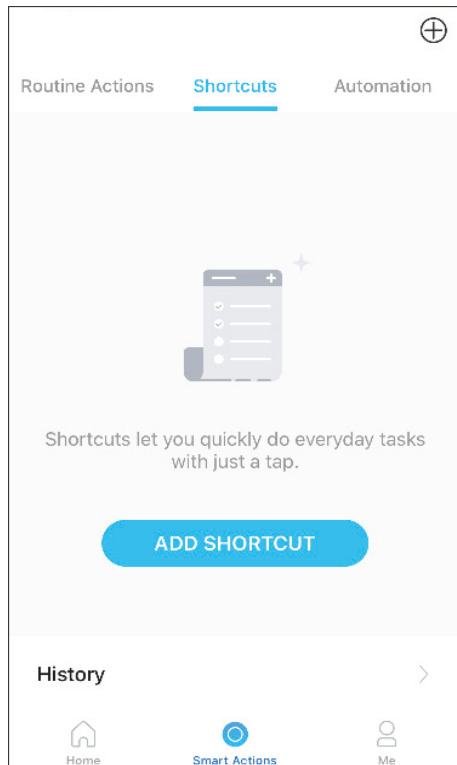 Routine Actions Shortcuts Automation
Shortcuts let you quickly do everyday tasks
with just a tap.
ADD SHORTCUT
History
Home Smart Actions Me